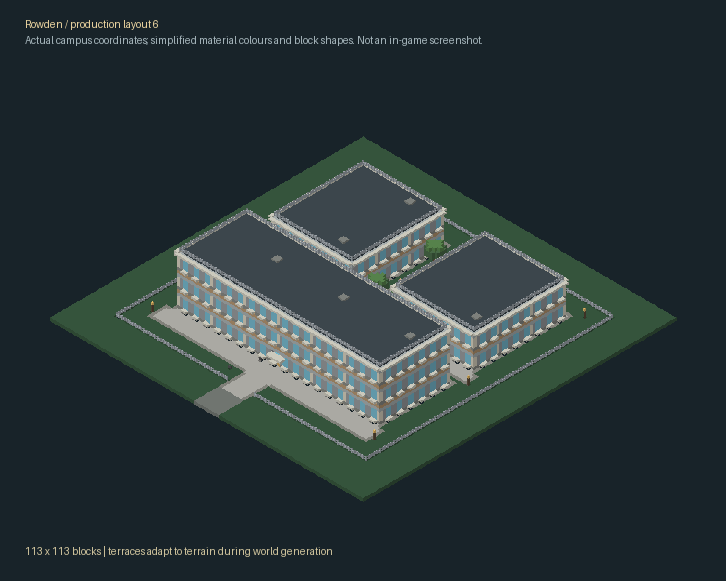 Rowden / production layout 6
Actual campus coordinates; simplified material colours and block shapes. Not an in-game screenshot.
113 x 113 blocks | terraces adapt to terrain during world generation